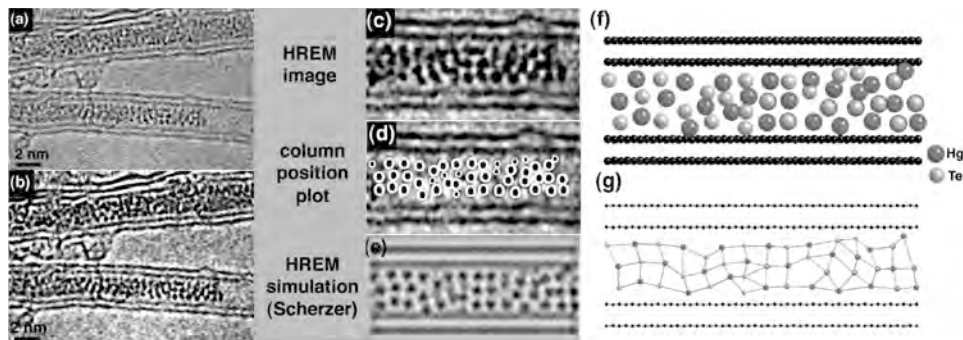 (a)
2 nm
(b)
2 nm
HREM
image
column
position
plot
HREM
simulation
(Scherzer)
(c)
(d)
(e)
(f)
Hg
Te
(g)